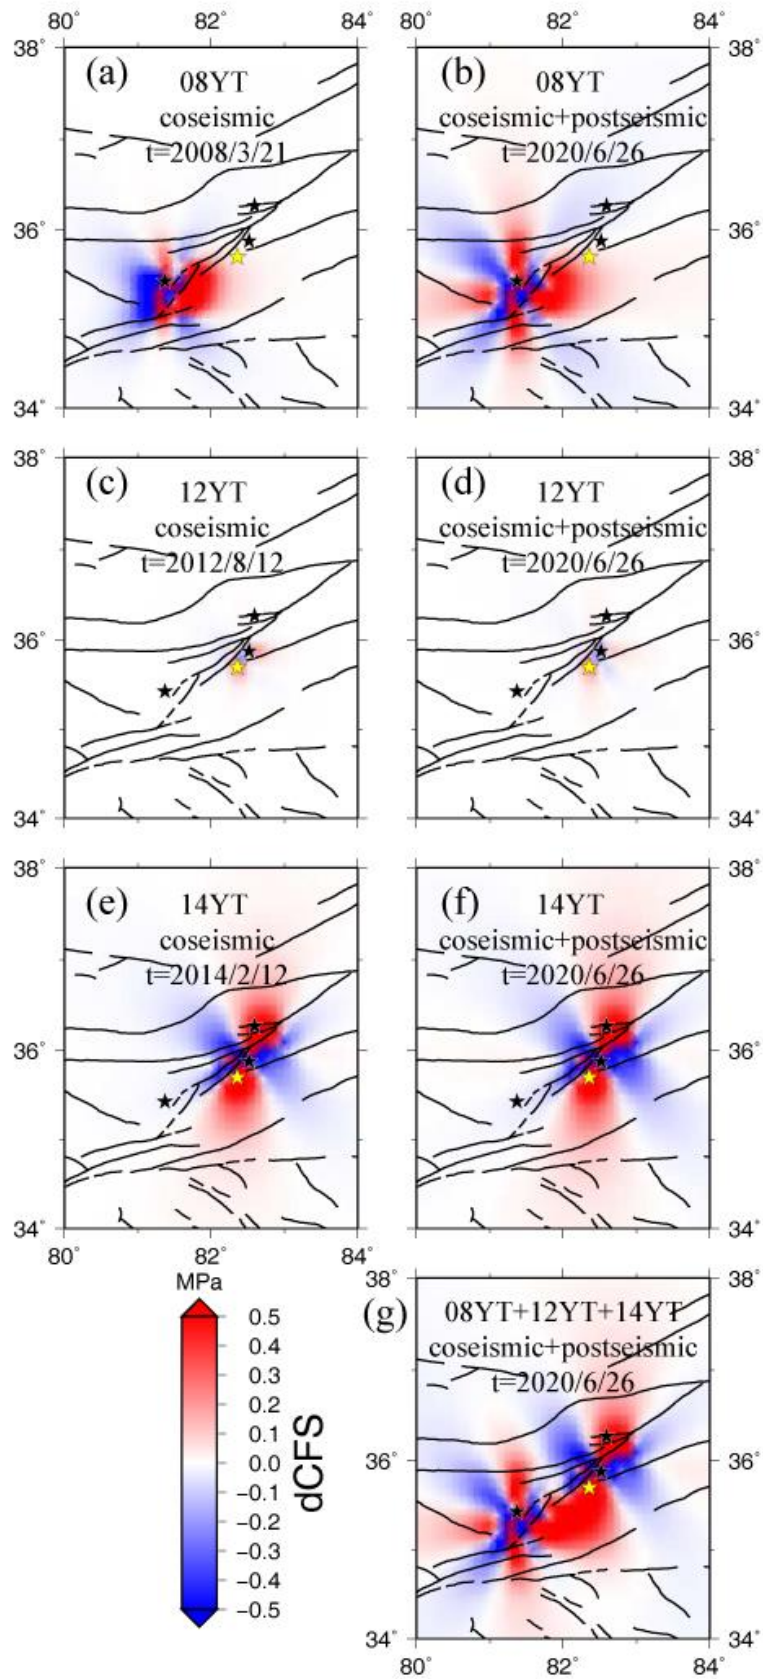 80° 82° 84° 80° 82° 84°
38° 38°
(a) 08YT
coseismic
t=2008/3/21
(b) 08YT
coseismic+postseismic
t=2020/6/26
36° 36°
34° 34°
38° 38°
(c) 12YT
coseismic
t=2012/8/12
(d) 12YT
coseismic+postseismic
t=2020/6/26
36° 36°
34° 34°
38° 38°
(e) 14YT
coseismic
t=2014/2/12
(f) 14YT
coseismic+postseismic
t=2020/6/26
36° 36°
34° 34°
80° 82° 84°
MPa
0.5
0.4
0.3
0.2
0.1
0.0
−0.1
−0.2
−0.3
−0.4
−0.5
dCFS
38°
(g) 08YT+12YT+14YT
coseismic+postseismic
t=2020/6/26
36° 36°
34° 34°
80° 82° 84°